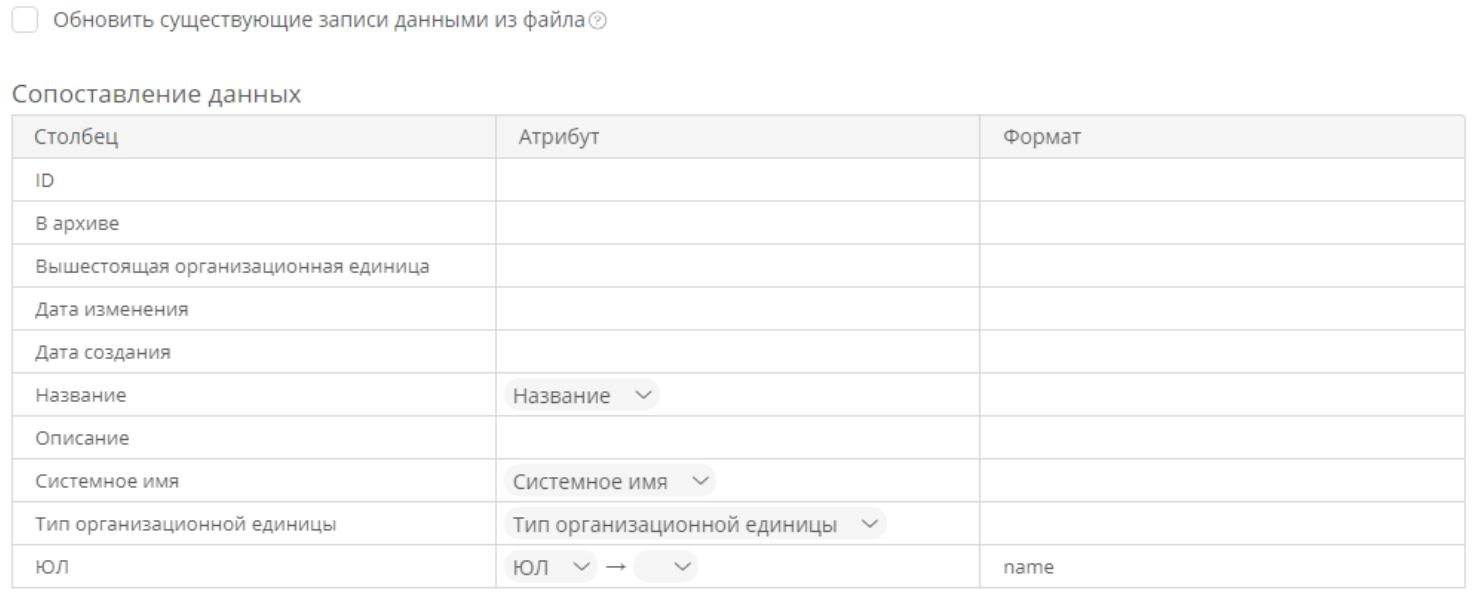 Обновить существующие записи данными из файла ?
Сопоставление данных
Столбец Атрибут Формат
ID
В архиве
Вышестоящая организационная единица
Дата изменения
Дата создания
Название Название
Описание
Системное имя Системное имя
Тип организационной единицы Тип организационной единицы
ЮЛ ЮЛ → name